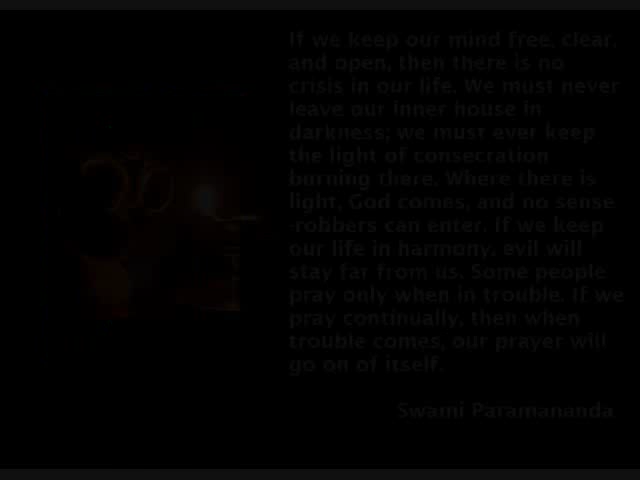 If we keep our mind free, clear,
and open, then there is no
crisis in our life. We must never
leave our inner house in
darkness; we must ever keep
the light of consecration
burning there. Where there is
light, God comes, and no sense
-robbers can enter. If we keep
our life in harmony, evil will
stay far from us. Some people
pray only when in trouble. If we
pray continually, then when
trouble comes, our prayer will
go on of itself.
Swami Paramananda